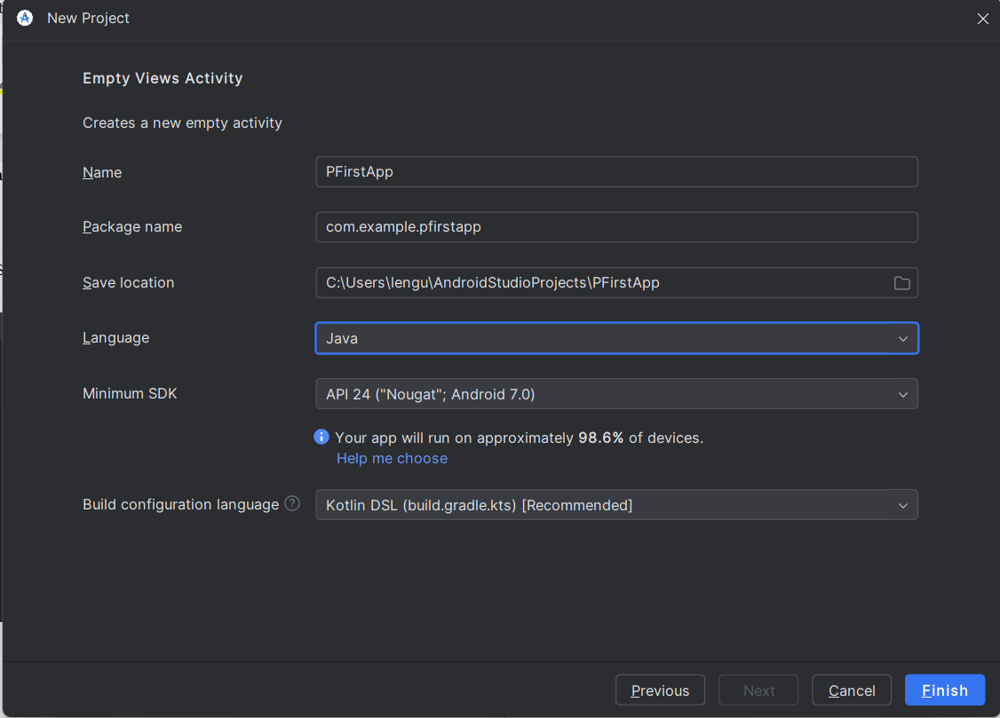 New Project
Empty Views Activity
Creates a new empty activity
Name PFirstApp
Package name com.example.pfirstapp
Save location C:\Users\lengu\AndroidStudioProjects\PFirstApp
Language Java
Minimum SDK API 24 ("Nougat"; Android 7.0)
Your app will run on approximately 98.6% of devices.
Help me choose
Build configuration language ? Kotlin DSL (build.gradle.kts) [Recommended]
Previous Next Cancel Finish